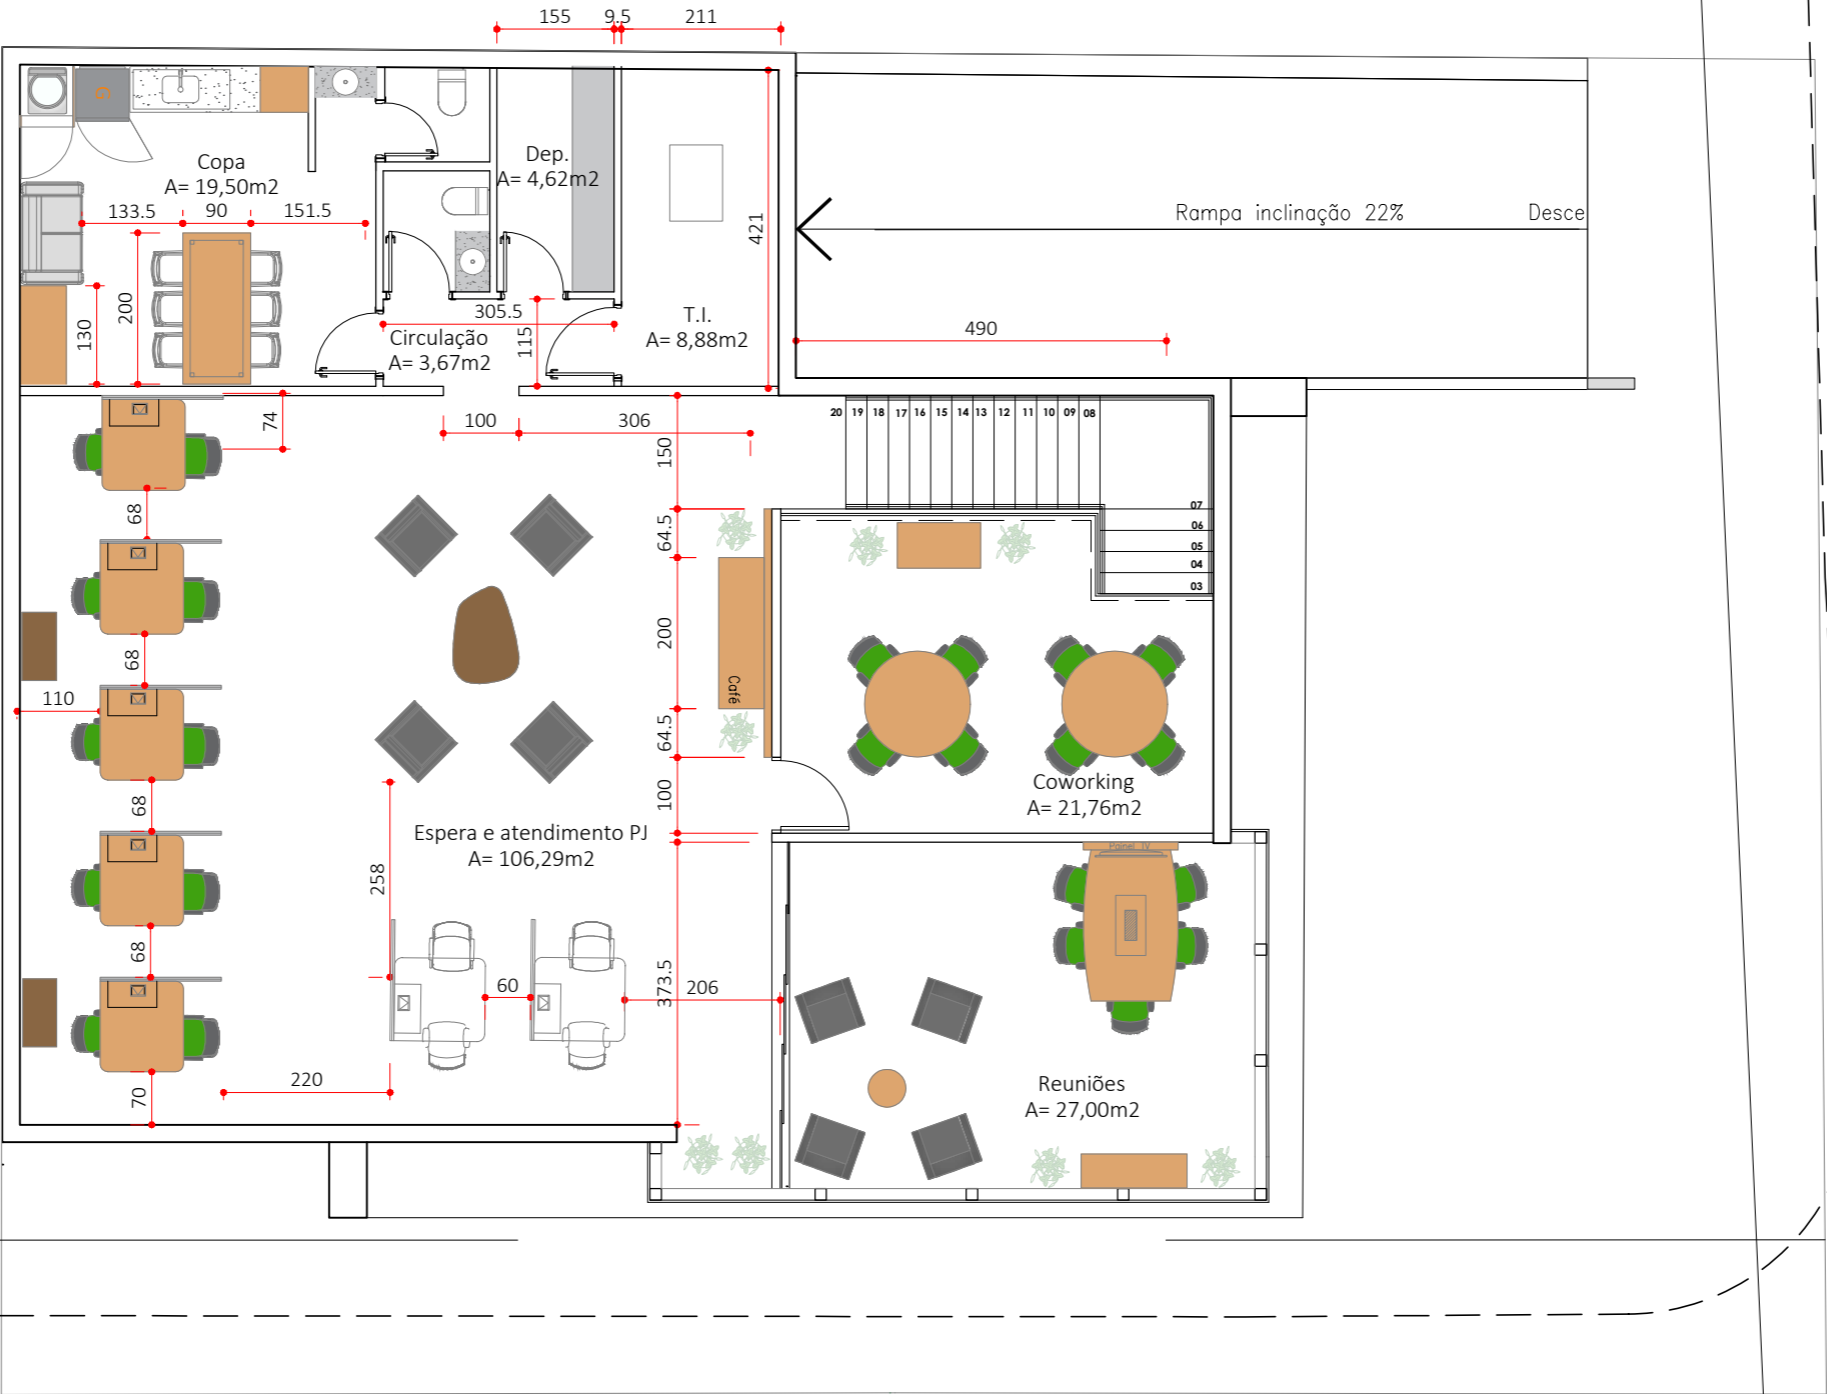 155
9.5
211
Copa
A= 19,50m2
133.5
90
151.5
200
130
Dep.
A= 4,62m2
421
T.I.
A= 8,88m2
305.5
115
Circulação
A= 3,67m2
Rampa inclinação 22%
Desce
490
74
100
306
150
20 19 18 17 16 15 14 13 12 11 10 09 08
07
06
05
04
03
68
64.5
200
Café
68
110
64.5
68
100
Coworking
A= 21,76m2
Espera e atendimento PJ
A= 106,29m2
258
Painel TV
68
60
373.5
206
220
70
Reuniões
A= 27,00m2